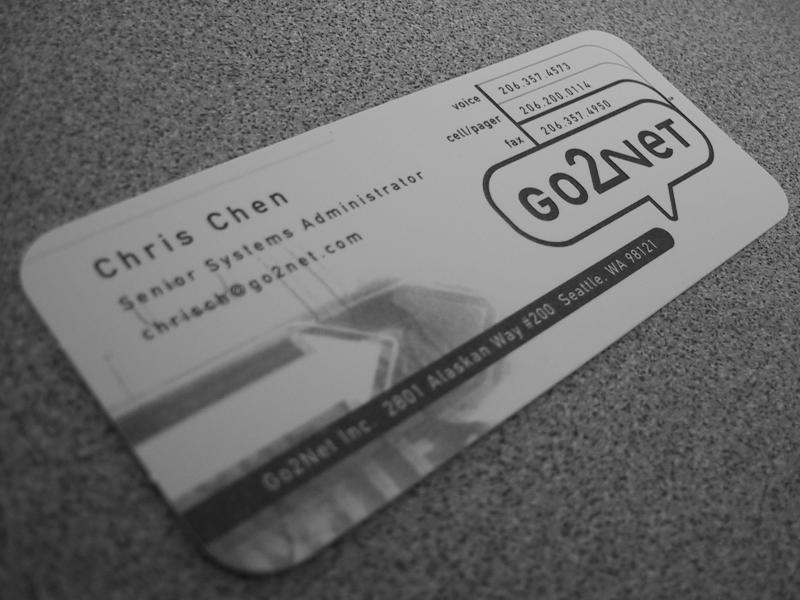 voice 206.357.4573
cell/pager 206.200.0114
fax 206.357.4950
GO2NeT
Chris Chen
Senior Systems Administrator
chrisch@go2net.com
Go2Net Inc. 2801 Alaskan Way #200 Seattle, WA 98121